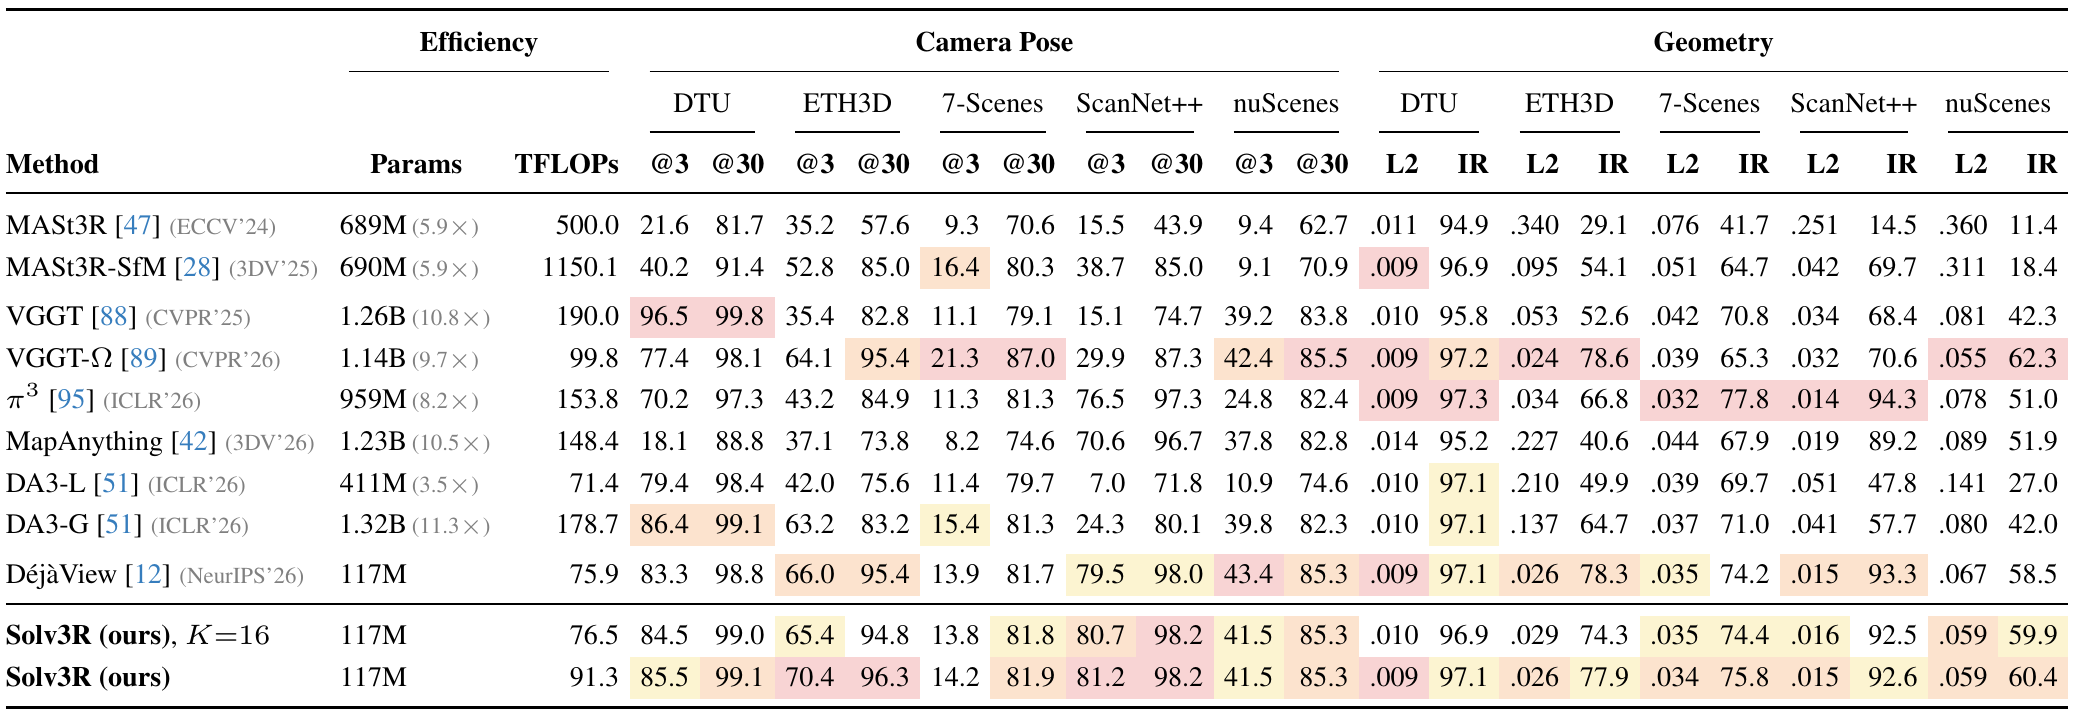 Efficiency Camera Pose Geometry
DTU ETH3D 7-Scenes ScanNet++ nuScenes DTU ETH3D 7-Scenes ScanNet++ nuScenes
Method Params TFLOPs @3 @30 @3 @30 @3 @30 @3 @30 @3 @30 L2 IR L2 IR L2 IR L2 IR L2 IR
MASt3R [47] (ECCV'24) 689M (5.9×) 500.0 21.6 81.7 35.2 57.6 9.3 70.6 15.5 43.9 9.4 62.7 .011 94.9 .340 29.1 .076 41.7 .251 14.5 .360 11.4
MASt3R-SfM [28] (3DV'25) 690M (5.9×) 1150.1 40.2 91.4 52.8 85.0 16.4 80.3 38.7 85.0 9.1 70.9 .009 96.9 .095 54.1 .051 64.7 .042 69.7 .311 18.4
VGGT [88] (CVPR'25) 1.26B (10.8×) 190.0 96.5 99.8 35.4 82.8 11.1 79.1 15.1 74.7 39.2 83.8 .010 95.8 .053 52.6 .042 70.8 .034 68.4 .081 42.3
VGGT-Ω [89] (CVPR'26) 1.14B (9.7×) 99.8 77.4 98.1 64.1 95.4 21.3 87.0 29.9 87.3 42.4 85.5 .009 97.2 .024 78.6 .039 65.3 .032 70.6 .055 62.3
π³ [95] (ICLR'26) 959M (8.2×) 153.8 70.2 97.3 43.2 84.9 11.3 81.3 76.5 97.3 24.8 82.4 .009 97.3 .034 66.8 .032 77.8 .014 94.3 .078 51.0
MapAnything [42] (3DV'26) 1.23B (10.5×) 148.4 18.1 88.8 37.1 73.8 8.2 74.6 70.6 96.7 37.8 82.8 .014 95.2 .227 40.6 .044 67.9 .019 89.2 .089 51.9
DA3-L [51] (ICLR'26) 411M (3.5×) 71.4 79.4 98.4 42.0 75.6 11.4 79.7 7.0 71.8 10.9 74.6 .010 97.1 .210 49.9 .039 69.7 .051 47.8 .141 27.0
DA3-G [51] (ICLR'26) 1.32B (11.3×) 178.7 86.4 99.1 63.2 83.2 15.4 81.3 24.3 80.1 39.8 82.3 .010 97.1 .137 64.7 .037 71.0 .041 57.7 .080 42.0
DéjàView [12] (NeurIPS'26) 117M 75.9 83.3 98.8 66.0 95.4 13.9 81.7 79.5 98.0 43.4 85.3 .009 97.1 .026 78.3 .035 74.2 .015 93.3 .067 58.5
Solv3R (ours), K=16 117M 76.5 84.5 99.0 65.4 94.8 13.8 81.8 80.7 98.2 41.5 85.3 .010 96.9 .029 74.3 .035 74.4 .016 92.5 .059 59.9
Solv3R (ours) 117M 91.3 85.5 99.1 70.4 96.3 14.2 81.9 81.2 98.2 41.5 85.3 .009 97.1 .026 77.9 .034 75.8 .015 92.6 .059 60.4